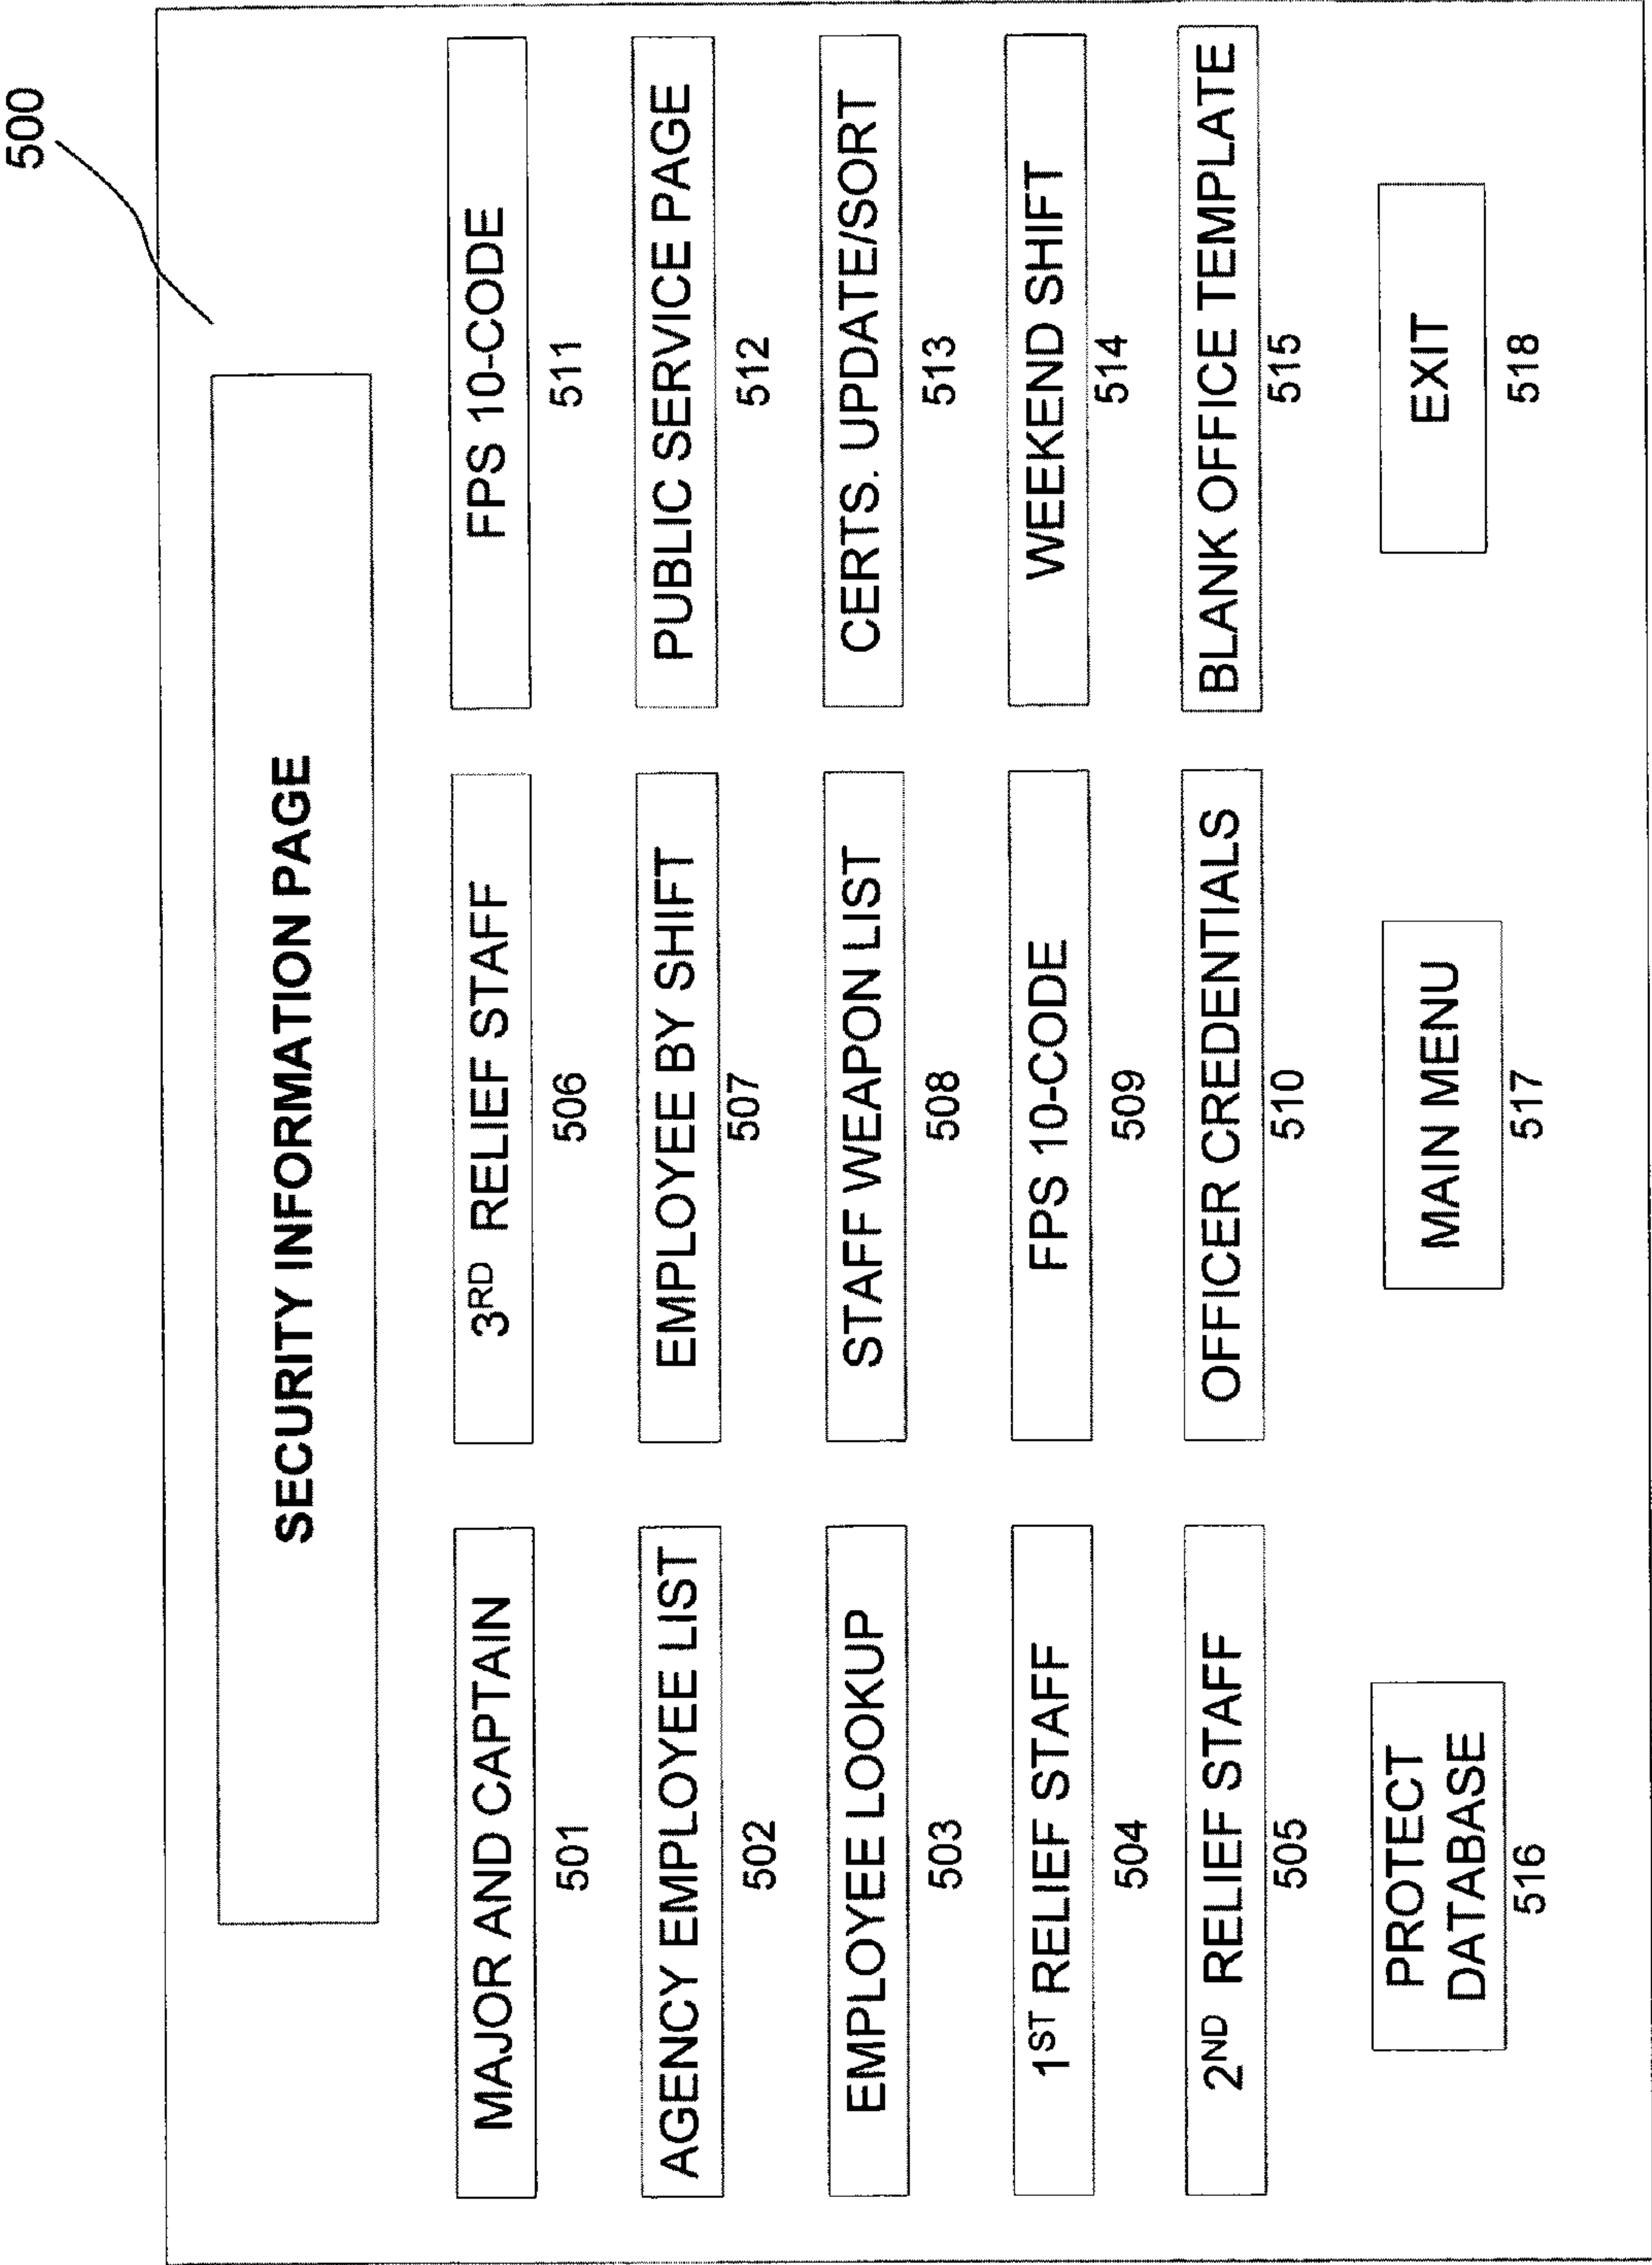 500
SECURITY INFORMATION PAGE
MAJOR AND CAPTAIN
501
AGENCY EMPLOYEE LIST
502
EMPLOYEE LOOKUP
503
1ST RELIEF STAFF
504
2ND RELIEF STAFF
505
3RD RELIEF STAFF
506
EMPLOYEE BY SHIFT
507
STAFF WEAPON LIST
508
FPS 10-CODE
509
OFFICER CREDENTIALS
510
FPS 10-CODE
511
PUBLIC SERVICE PAGE
512
CERTS. UPDATE/SORT
513
WEEKEND SHIFT
514
BLANK OFFICE TEMPLATE
515
PROTECT
DATABASE
516
MAIN MENU
517
EXIT
518